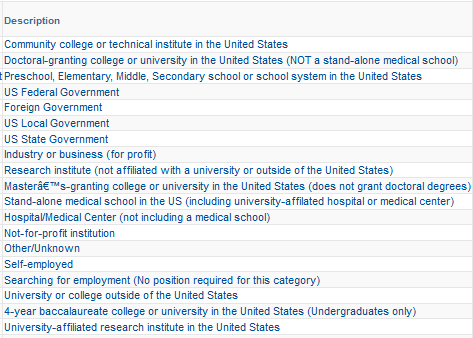 Description
Community college or technical institute in the United States
Doctoral-granting college or university in the United States (NOT a stand-alone medical school)
t Preschool, Elementary, Middle, Secondary school or school system in the United States
US Federal Government
Foreign Government
US Local Government
US State Government
Industry or business (for profit)
Research institute (not affiliated with a university or outside of the United States)
Masterâ€™s-granting college or university in the United States (does not grant doctoral degrees)
Stand-alone medical school in the US (including university-affiliated hospital or medical center)
Hospital/Medical Center (not including a medical school)
Not-for-profit institution
Other/Unknown
Self-employed
Searching for employment (No position required for this category)
University or college outside of the United States
4-year baccalaureate college or university in the United States (Undergraduates only)
University-affiliated research institute in the United States